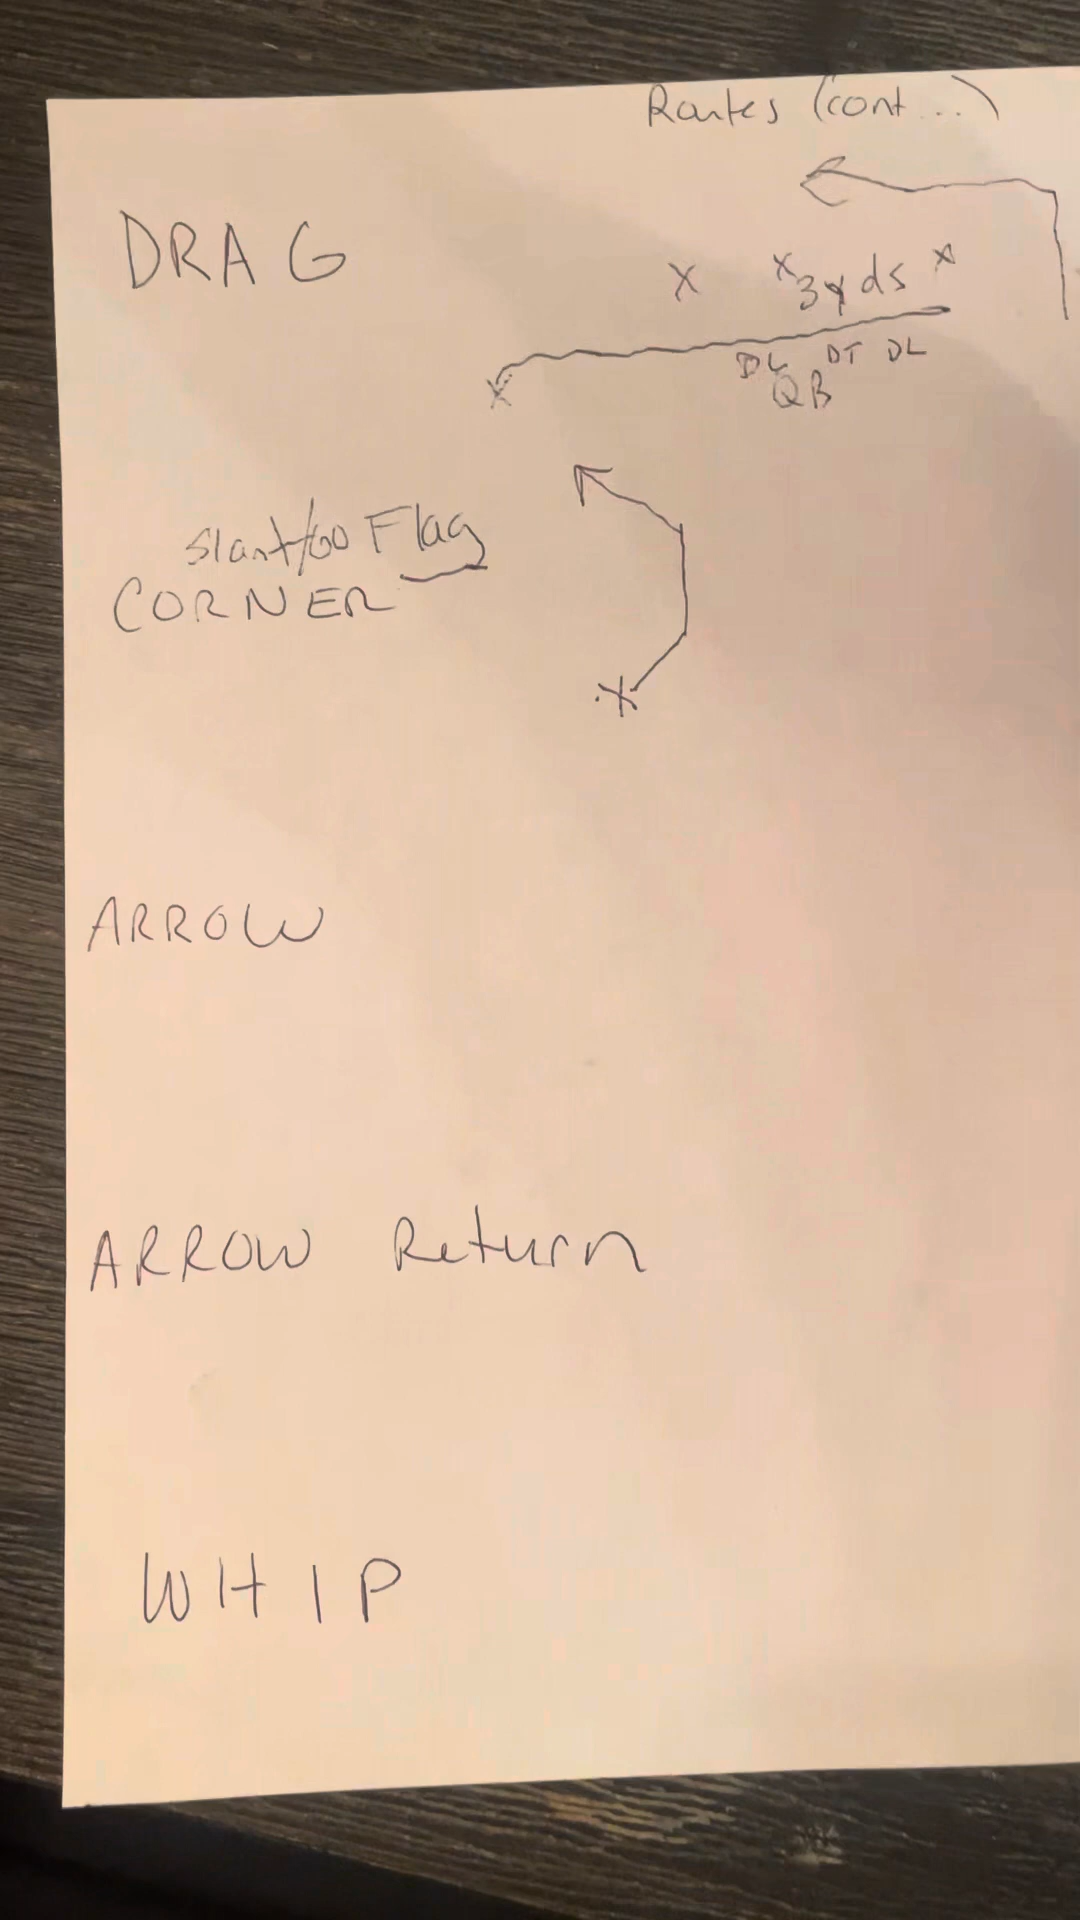 Routes (cont...)
DRAG
X X 3yds X
DL DT DL
X QB
Slant/Go Flag
CORNER
X
ARROW
ARROW Return
WHIP